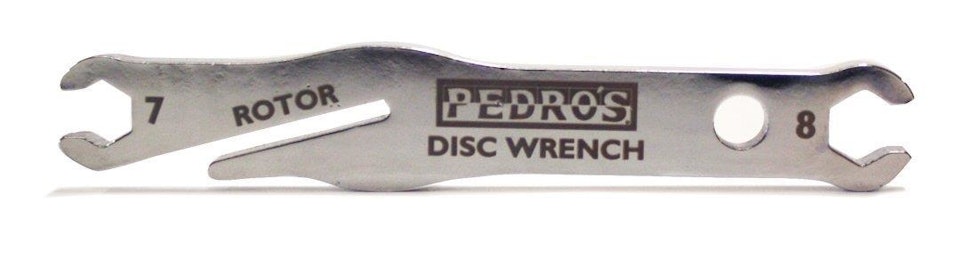 7
ROTOR
PEDRO'S
DISC WRENCH
8